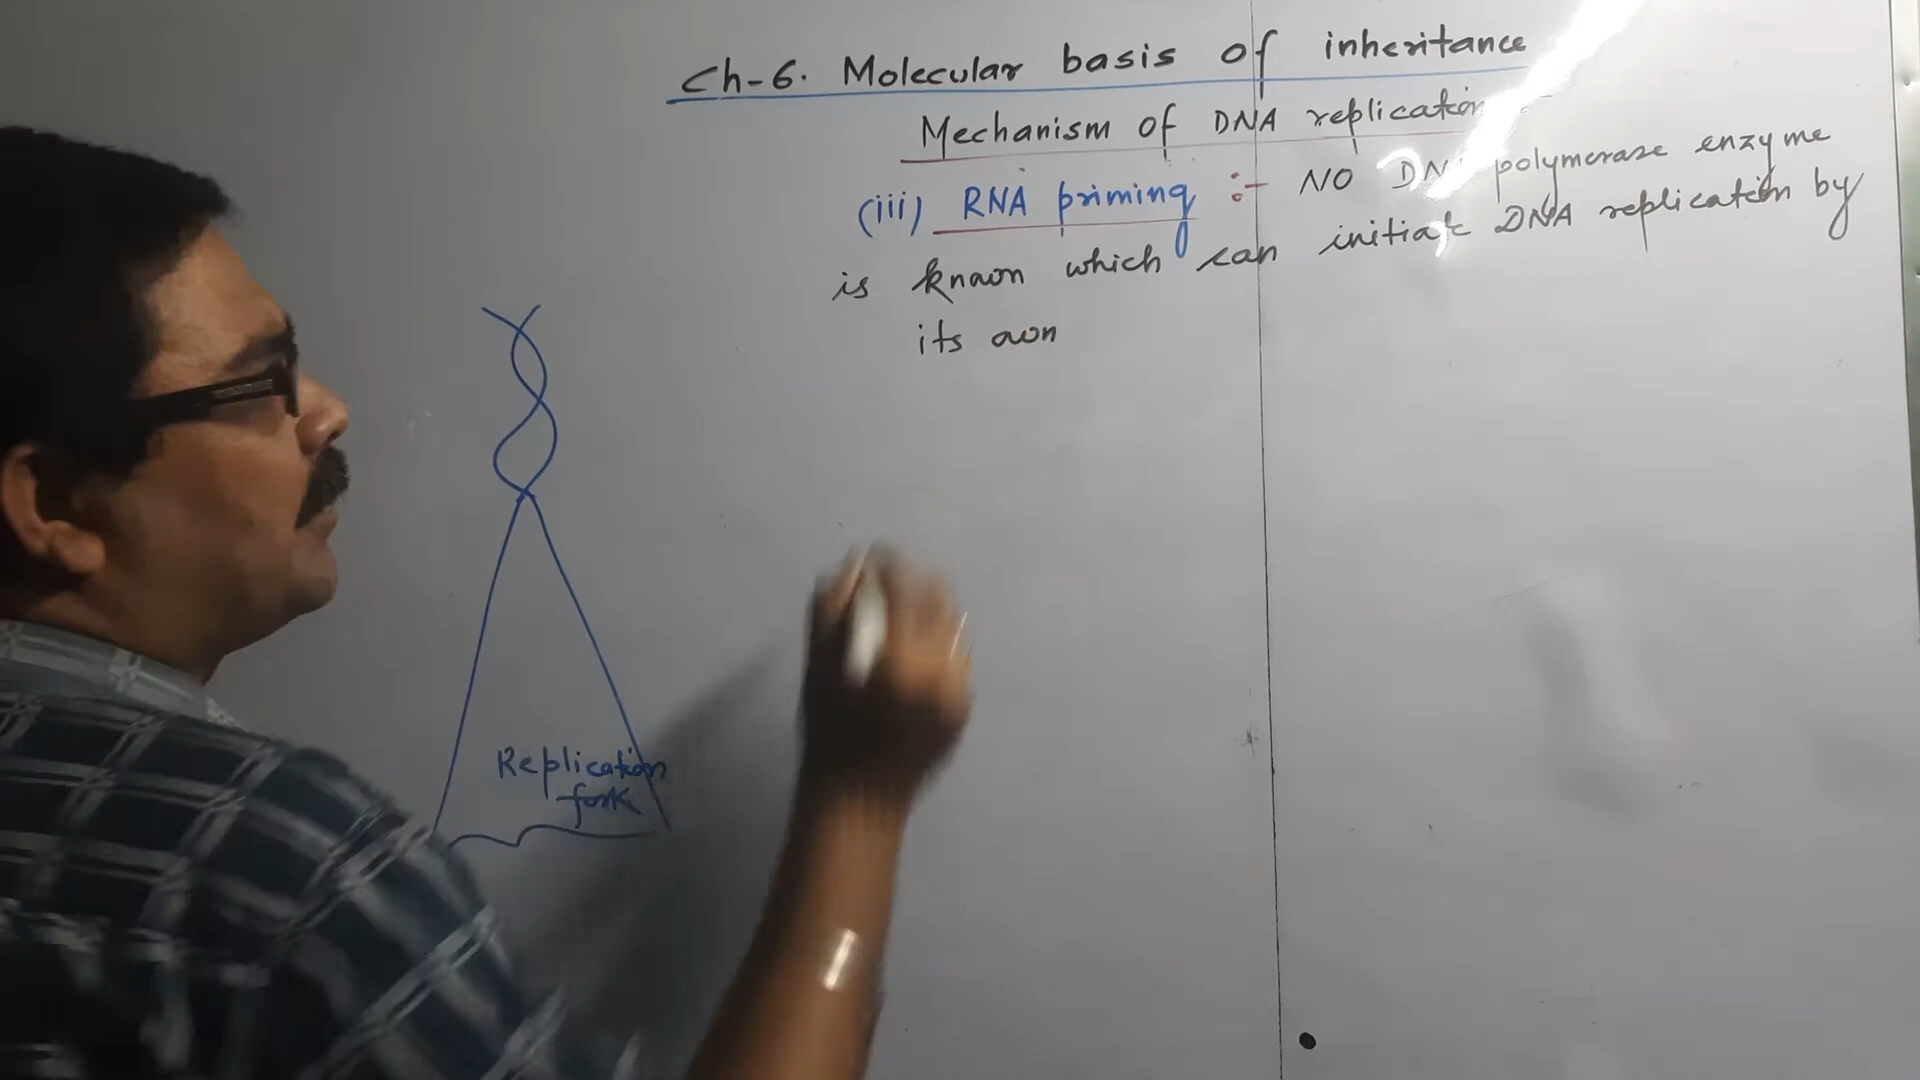 Ch-6. Molecular basis of inheritance
Mechanism of DNA replication
(iii) RNA priming :- NO DNA polymerase enzyme
is known which can initiate DNA replication by
its own
Replication
fork